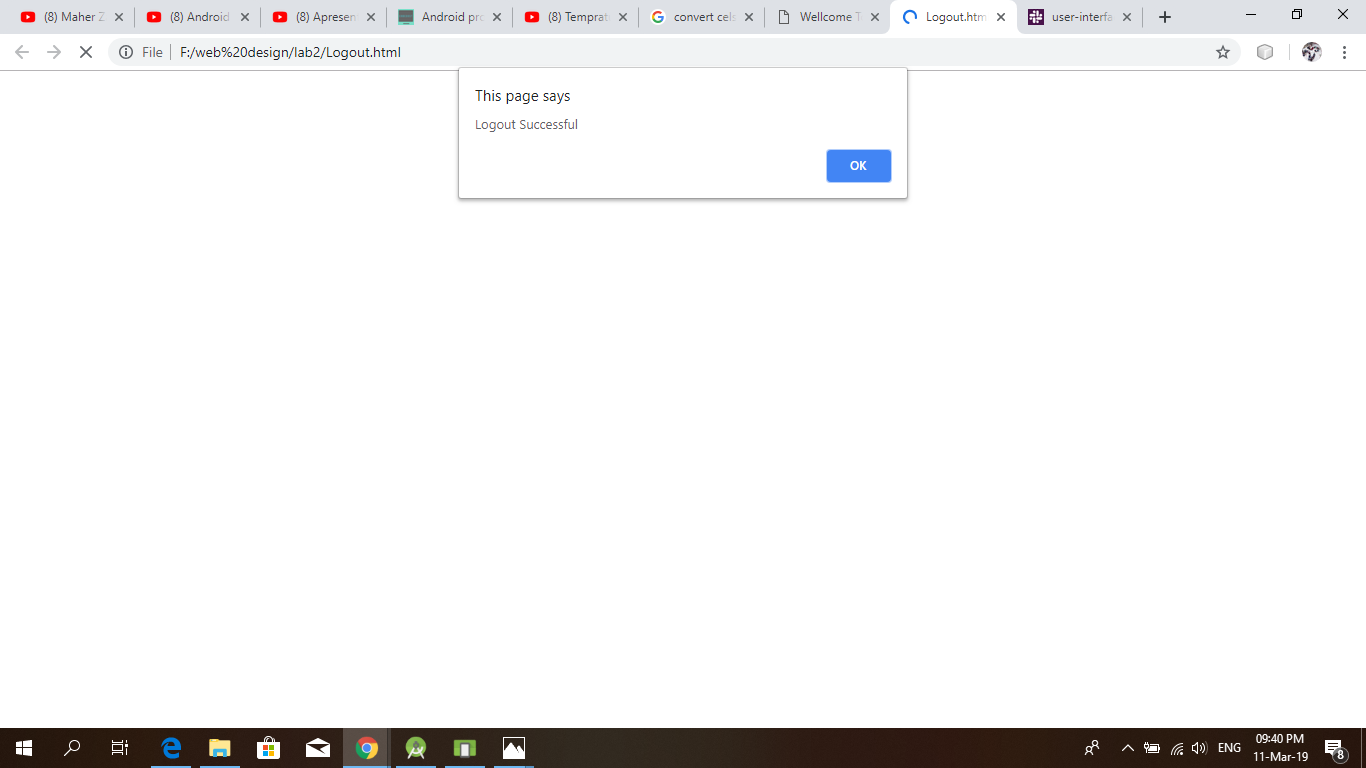 (8) Maher Z
(8) Android
(8) Apresen
Android pro
(8) Temprat
convert cels
Wellcome T
Logout.htm
user-interfa
File
F:/web%20design/lab2/Logout.html
This page says
Logout Successful
OK
ENG
09:40 PM
11-Mar-19
8